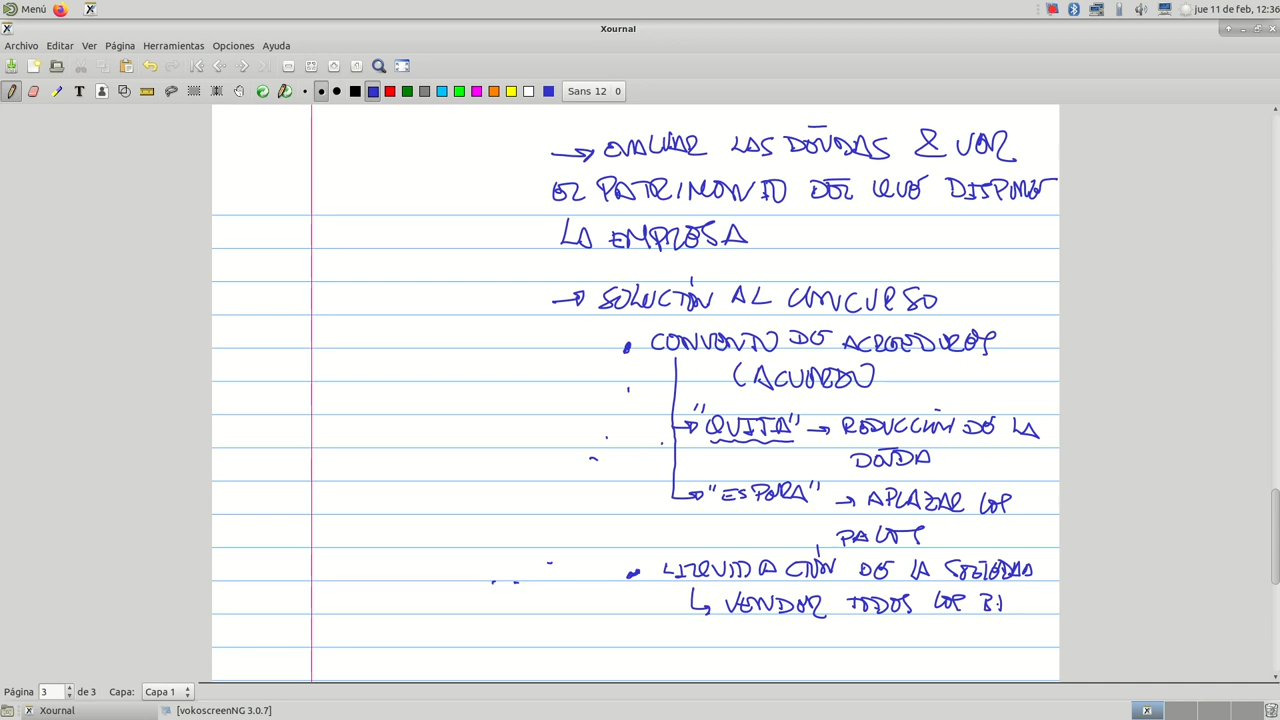 Menú
jue 11 de feb, 12:36
Xournal
Archivo Editar Ver Página Herramientas Opciones Ayuda
Sans 12 0
→ EVALUAR LAS DEUDAS & VER
EL PATRIMONIO DEL QUE DISPONE
LA EMPRESA
→ SOLUCIÓN AL CONCURSO
• CONVENIO DE ACREEDORES
(ACUERDO)
→ "QUITA" → REDUCCIÓN DE LA
DEUDA
→ "ESPERA" → APLAZAR LOS
PAGOS
• LIQUIDACIÓN DE LA SOCIEDAD
↳ VENDER TODOS LOS BI
Página 3 de 3 Capa: Capa 1
Xournal [vokoscreenNG 3.0.7]